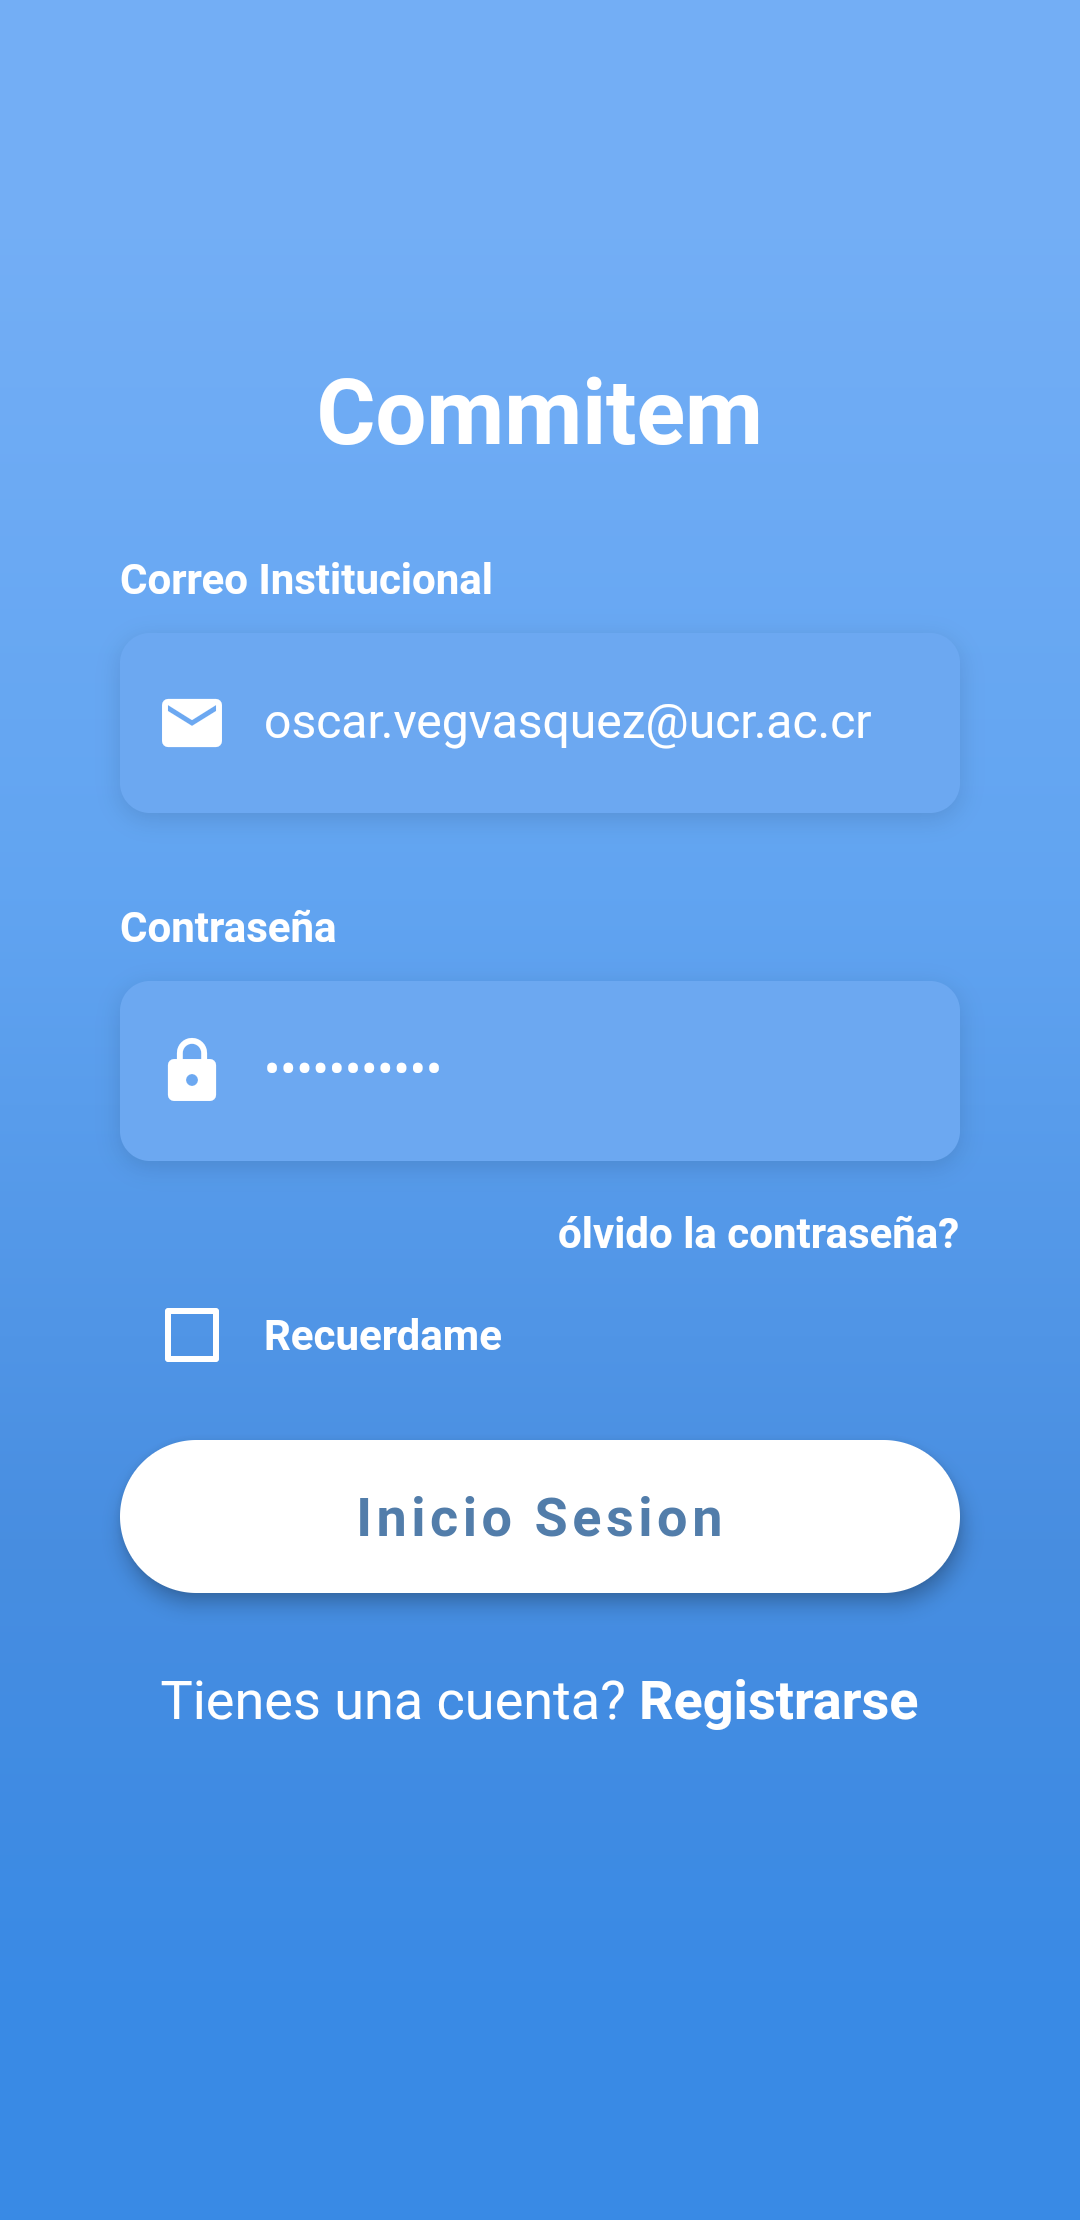 Commitem
Correo Institucional
oscar.vegvasquez@ucr.ac.cr
Contraseña
•••••••••••
ólvido la contraseña?
Recuerdame
Inicio Sesion
Tienes una cuenta? Registrarse